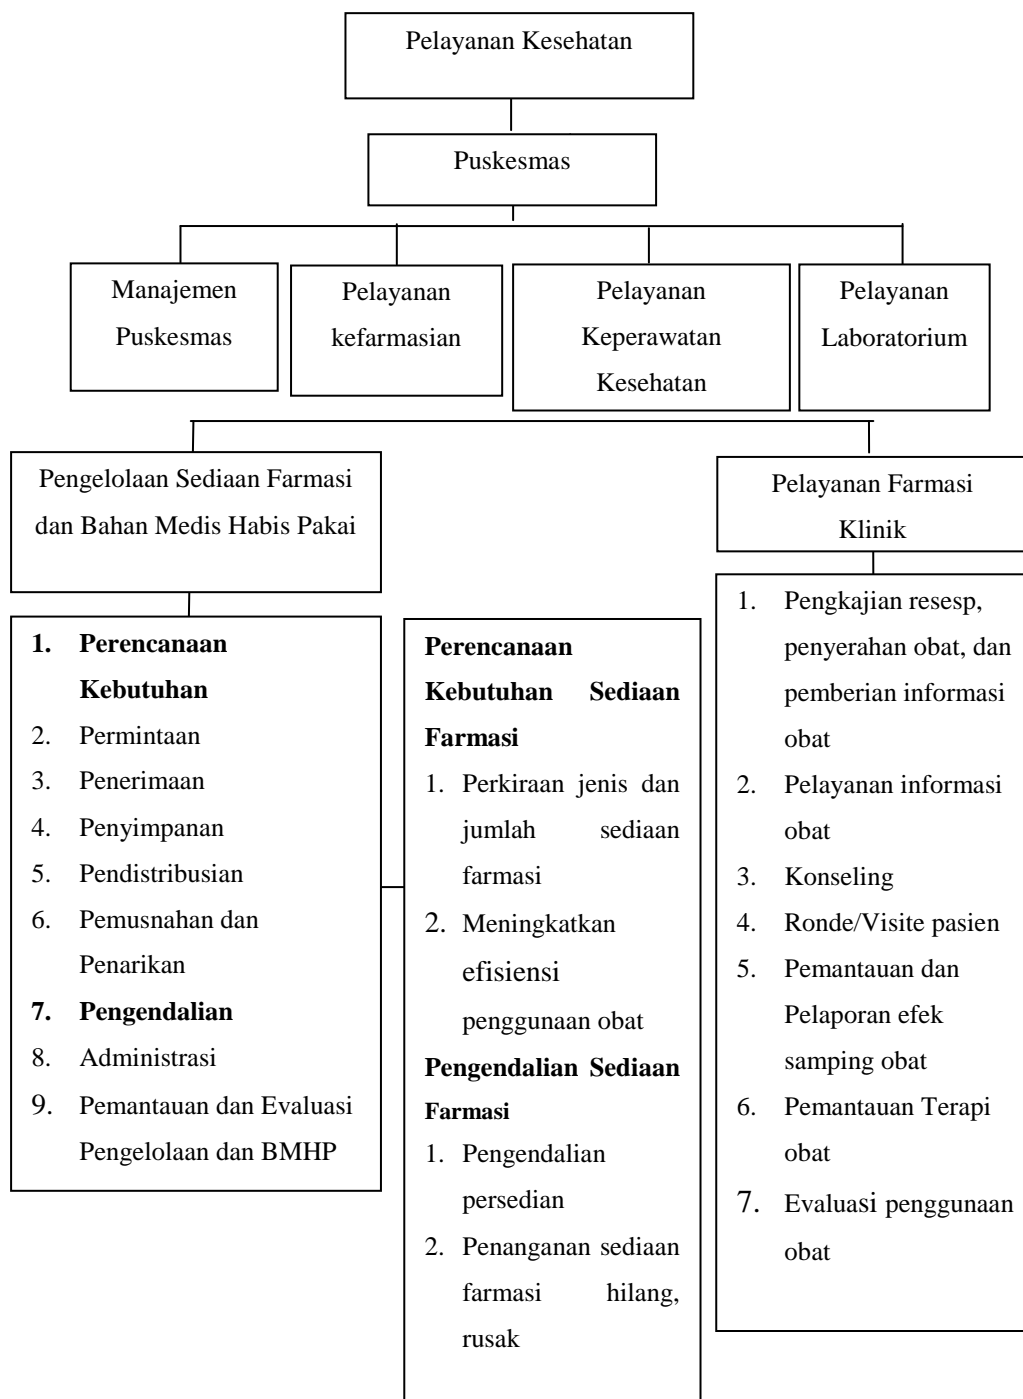 Pelayanan Kesehatan
Puskesmas
Manajemen
Puskesmas
Pelayanan
kefarmasian
Pelayanan
Keperawatan
Kesehatan
Pelayanan
Laboratorium
Pengelolaan Sediaan Farmasi
dan Bahan Medis Habis Pakai
Pelayanan Farmasi
Klinik
1. Perencanaan
Kebutuhan
2. Permintaan
3. Penerimaan
4. Penyimpanan
5. Pendistribusian
6. Pemusnahan dan
Penarikan
7. Pengendalian
8. Administrasi
9. Pemantauan dan Evaluasi
Pengelolaan dan BMHP
Perencanaan
Kebutuhan Sediaan
Farmasi
1. Perkiraan jenis dan
jumlah sediaan
farmasi
2. Meningkatkan
efisiensi
penggunaan obat
Pengendalian Sediaan
Farmasi
1. Pengendalian
persedian
2. Penanganan sediaan
farmasi hilang,
rusak
1. Pengkajian resesp,
penyerahan obat, dan
pemberian informasi
obat
2. Pelayanan informasi
obat
3. Konseling
4. Ronde/Visite pasien
5. Pemantauan dan
Pelaporan efek
samping obat
6. Pemantauan Terapi
obat
7. Evaluasi penggunaan
obat